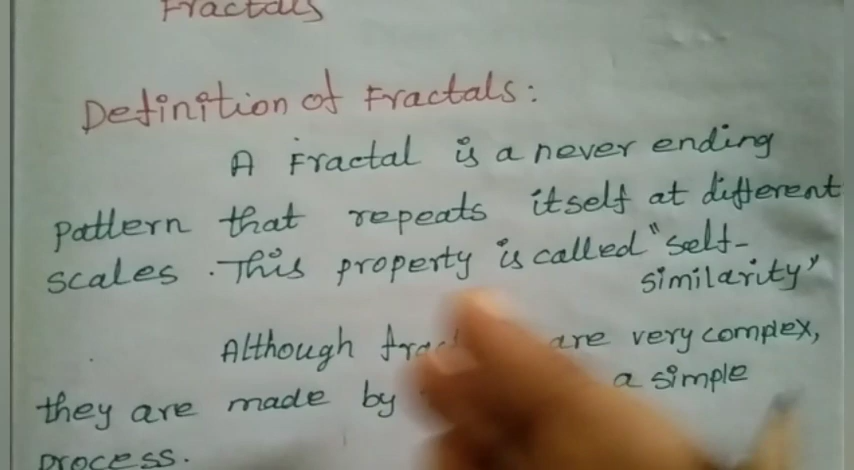 Fractals
Definition of Fractals:
A Fractal is a never ending
pattern that repeats itself at different
scales. This property is called "self-
similarity"
Although are very complex,
they are made by a simple
process.